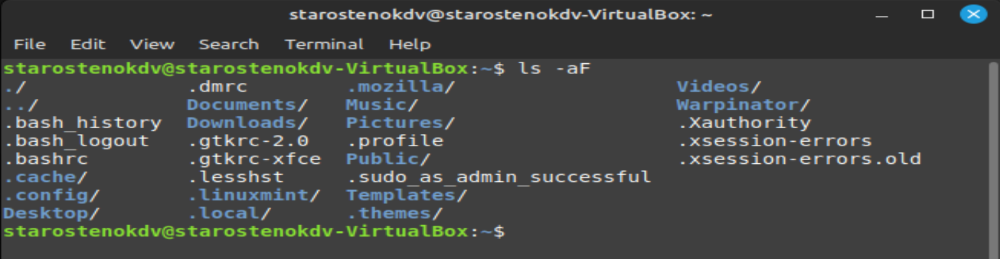 starostenokdv@starostenokdv-VirtualBox: ~
File Edit View Search Terminal Help
starostenokdv@starostenokdv-VirtualBox:~$ ls -aF
./ .dmrc .mozilla/ Videos/
../ Documents/ Music/ Warpinator/
.bash_history Downloads/ Pictures/ .Xauthority
.bash_logout .gtkrc-2.0 .profile .xsession-errors
.bashrc .gtkrc-xfce Public/ .xsession-errors.old
.cache/ .lesshst .sudo_as_admin_successful
.config/ .linuxmint/ Templates/
Desktop/ .local/ .themes/
starostenokdv@starostenokdv-VirtualBox:~$